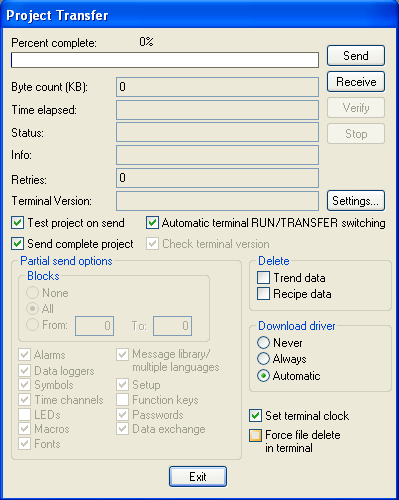 Project Transfer
Percent complete: 0%
Send
Byte count (KB): 0
Receive
Time elapsed:
Verify
Status:
Stop
Info:
Retries: 0
Terminal Version:
Settings...
Test project on send
Automatic terminal RUN/TRANSFER switching
Send complete project
Check terminal version
Partial send options
Blocks
None
All
From: 0 To: 0
Alarms
Message library/
multiple languages
Data loggers
Symbols
Setup
Time channels
Function keys
LEDs
Passwords
Macros
Data exchange
Fonts
Delete
Trend data
Recipe data
Download driver
Never
Always
Automatic
Set terminal clock
Force file delete
in terminal
Exit